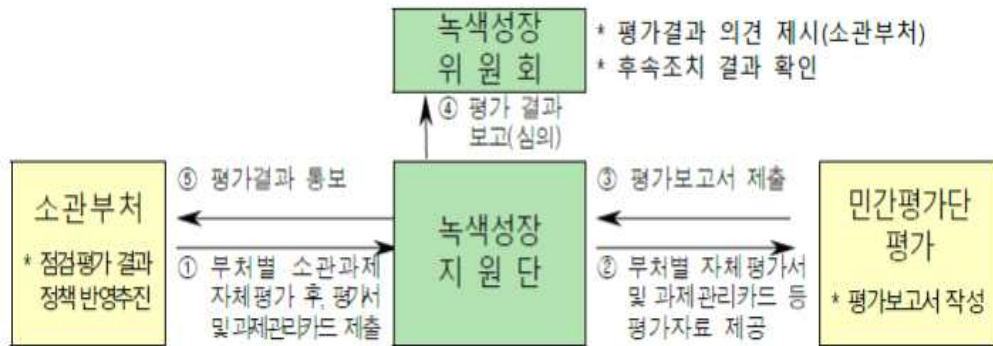 녹색성장
위 원 회
* 평가결과 의견 제시(소관부처)
* 후속조치 결과 확인
④ 평가 결과
보고(심의)
소관부처
* 점검평가 결과
정책 반영추진
⑤ 평가결과 통보
① 부처별 소관과제
자체평가 후, 평가서
및 과제관리카드 제출
녹색성장
지 원 단
③ 평가보고서 제출
② 부처별 자체평가서
및 과제관리카드 등
평가자료 제공
민간평가단
평가
* 평가보고서 작성